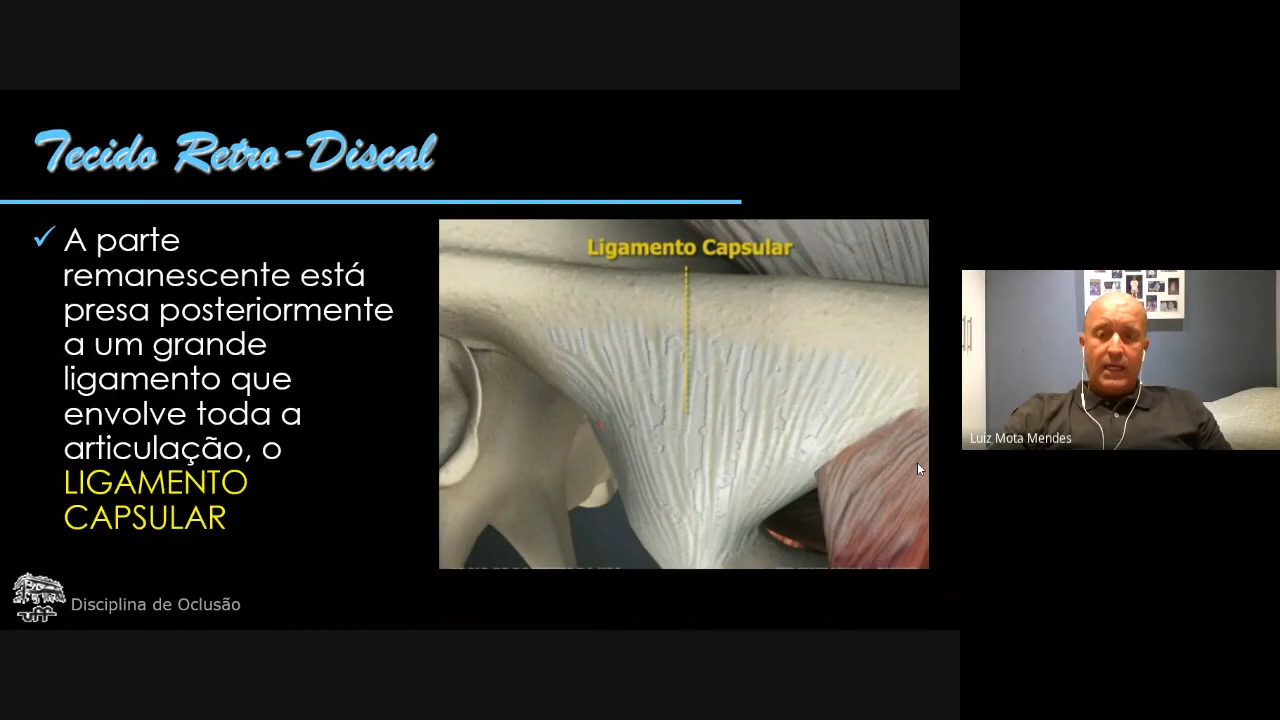 Tecido Retro-Discal
A parte
remanescente está
presa posteriormente
a um grande
ligamento que
envolve toda a
articulação, o
LIGAMENTO
CAPSULAR
Ligamento Capsular
uff
Disciplina de Oclusão
Luiz Mota Mendes